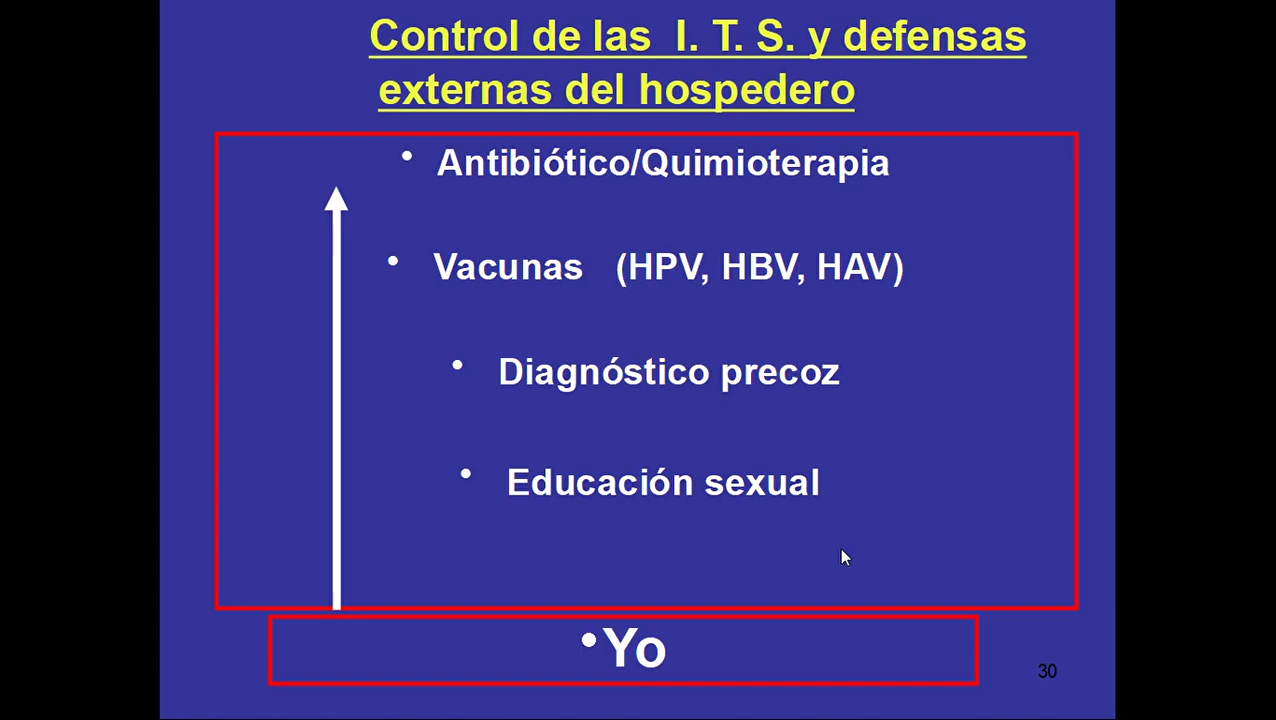 Control de las I. T. S. y defensas
externas del hospedero
• Antibiótico/Quimioterapia
• Vacunas (HPV, HBV, HAV)
• Diagnóstico precoz
• Educación sexual
• Yo
30